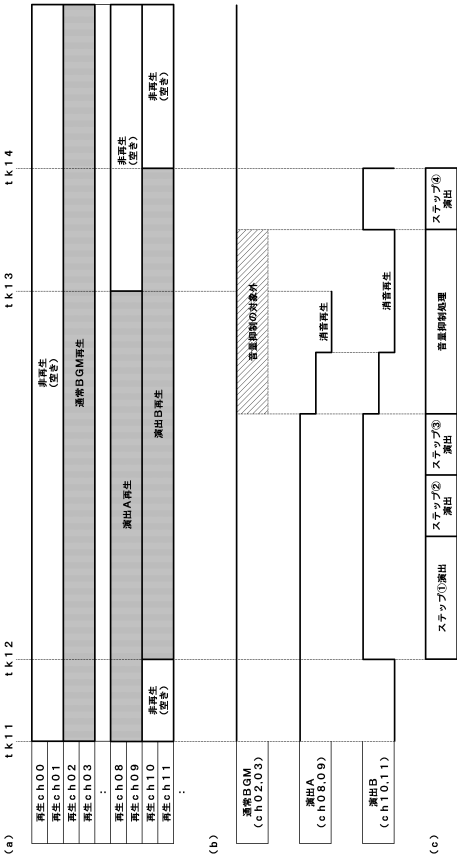 (a)
tk11
tk12
tk13
tk14
再生ch00
再生ch01
非再生
(空き)
再生ch02
再生ch03
通常BGM再生
:
再生ch08
再生ch09
演出A再生
非再生
(空き)
再生ch10
再生ch11
非再生
(空き)
演出B再生
非再生
(空き)
:
(b)
通常BGM
(ch02,03)
音量抑制の対象外
演出A
(ch08,09)
消音再生
演出B
(ch10,11)
消音再生
(c)
ステップ①演出
ステップ②
演出
ステップ③
演出
音量抑制処理
ステップ④
演出